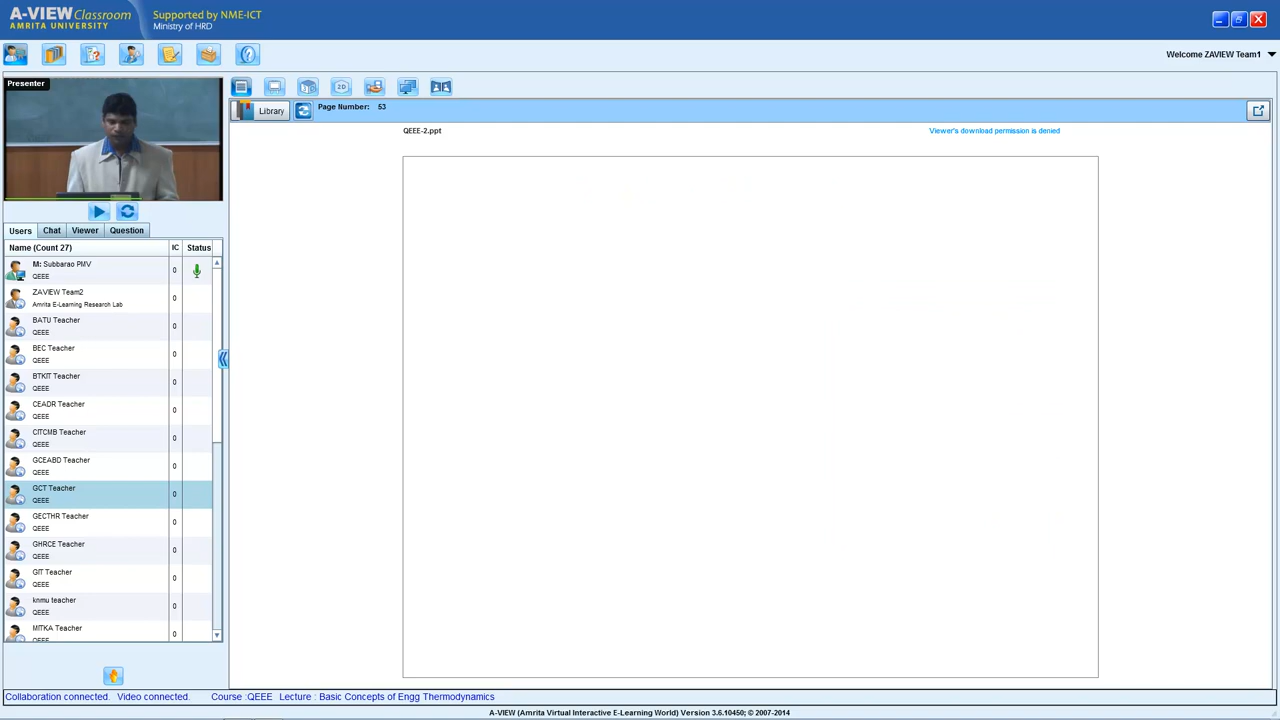 A-VIEW Classroom
AMRITA UNIVERSITY
Supported by NME-ICT
Ministry of HRD
Welcome ZAVIEW Team1
Presenter
2D
Library
Page Number: 53
QEEE-2.ppt
Viewer's download permission is denied
Users Chat Viewer Question
Name (Count 27) IC Status
M: Subbarao PMV
QEEE
0
ZAVIEW Team2
Amrita E-Learning Research Lab
0
BATU Teacher
QEEE
0
BEC Teacher
QEEE
0
BTKIT Teacher
QEEE
0
CEADR Teacher
QEEE
0
CITCMB Teacher
QEEE
0
GCEABD Teacher
QEEE
0
GCT Teacher
QEEE
0
GECTHR Teacher
QEEE
0
GHRCE Teacher
QEEE
0
GIT Teacher
QEEE
0
knmu teacher
QEEE
0
MITKA Teacher
QEEE
0
Collaboration connected. Video connected. Course :QEEE Lecture : Basic Concepts of Engg Thermodynamics
A-VIEW (Amrita Virtual Interactive E-Learning World) Version 3.6.10450; © 2007-2014